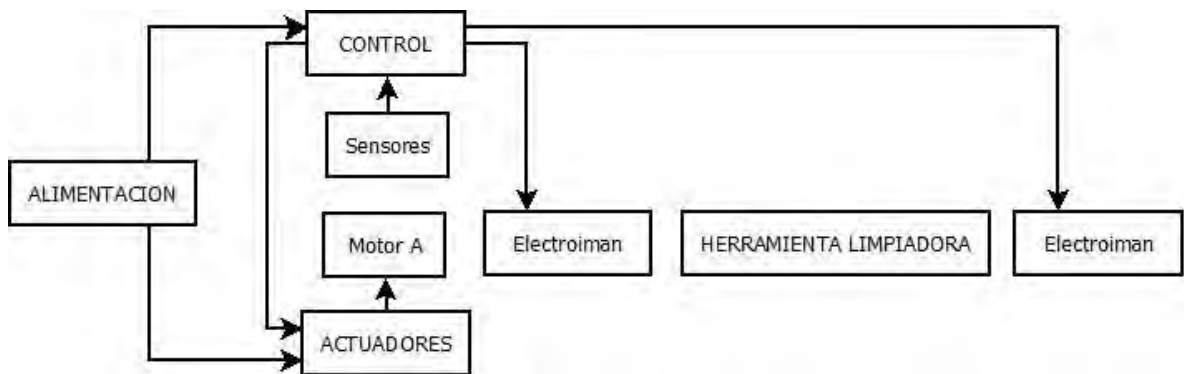 CONTROL
Sensores
ALIMENTACION
Motor A
Electroiman
HERRAMIENTA LIMPIADORA
Electroiman
ACTUADORES